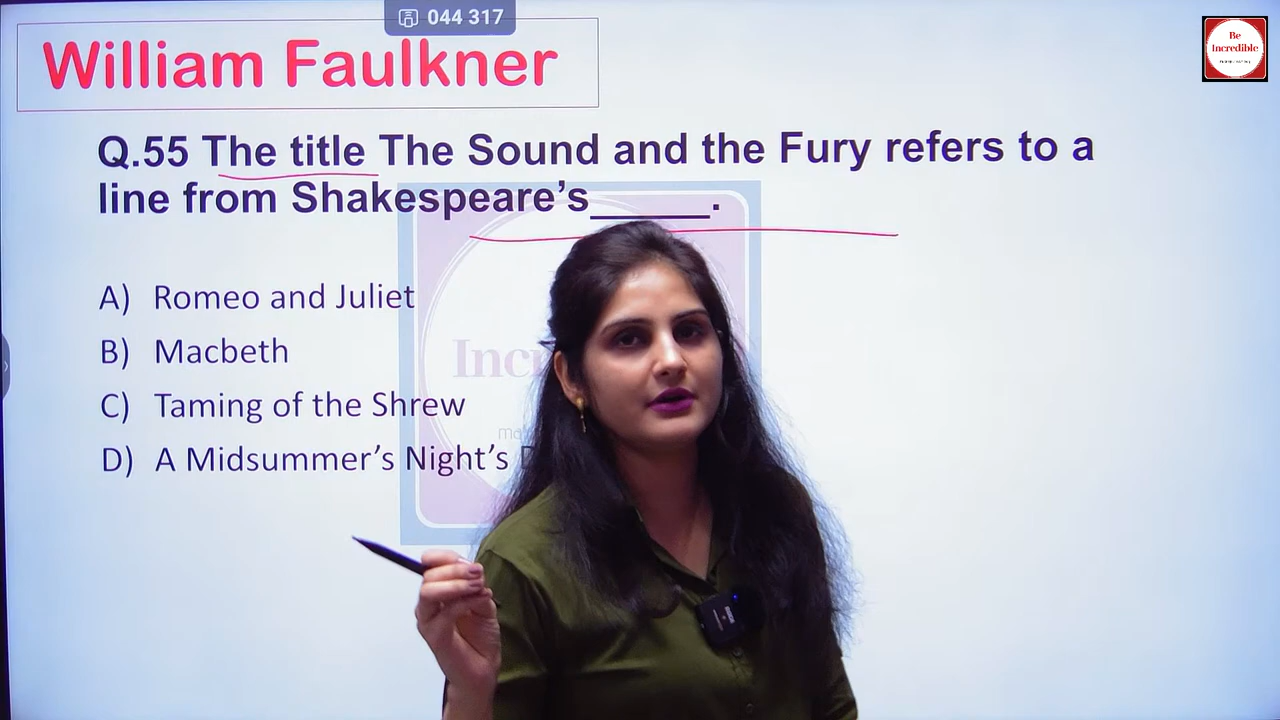 044 317
William Faulkner
Be
Incredible
Q.55 The title The Sound and the Fury refers to a
line from Shakespeare’s_____.
A) Romeo and Juliet
B) Macbeth
C) Taming of the Shrew
D) A Midsummer’s Night’s